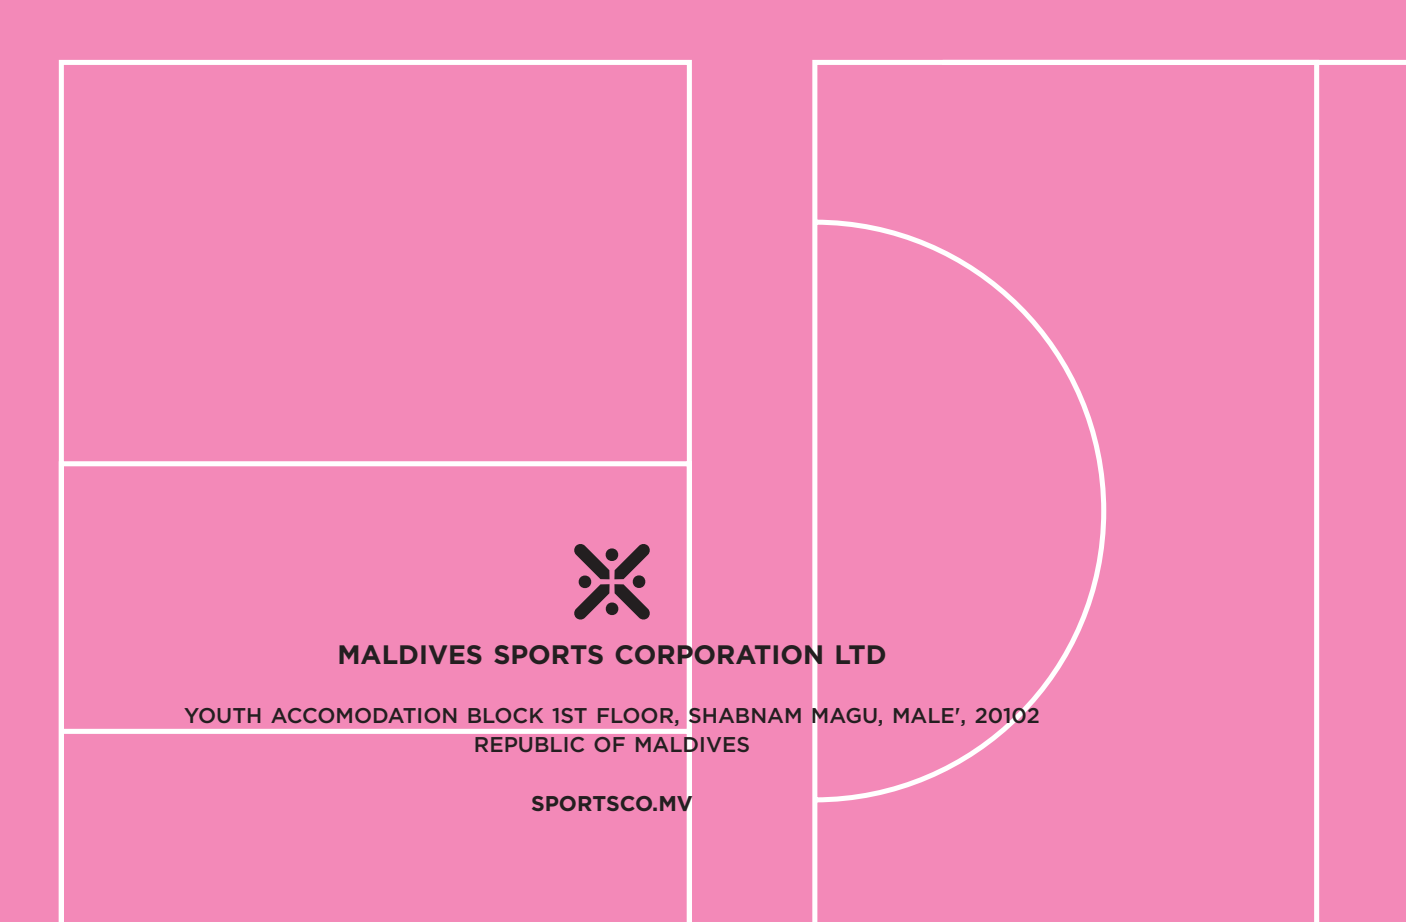 MALDIVES SPORTS CORPORATION LTD
YOUTH ACCOMODATION BLOCK 1ST FLOOR, SHABNAM MAGU, MALE', 20102
REPUBLIC OF MALDIVES
SPORTSCO.MV